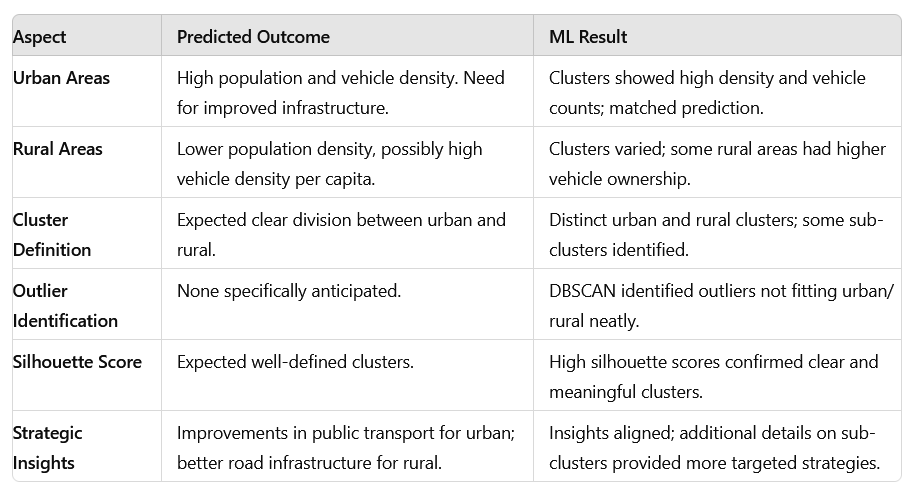 Aspect Predicted Outcome ML Result
Urban Areas High population and vehicle density. Need for improved infrastructure. Clusters showed high density and vehicle counts; matched prediction.
Rural Areas Lower population density, possibly high vehicle density per capita. Clusters varied; some rural areas had higher vehicle ownership.
Cluster Definition Expected clear division between urban and rural. Distinct urban and rural clusters; some sub-clusters identified.
Outlier Identification None specifically anticipated. DBSCAN identified outliers not fitting urban/rural neatly.
Silhouette Score Expected well-defined clusters. High silhouette scores confirmed clear and meaningful clusters.
Strategic Insights Improvements in public transport for urban; better road infrastructure for rural. Insights aligned; additional details on sub-clusters provided more targeted strategies.